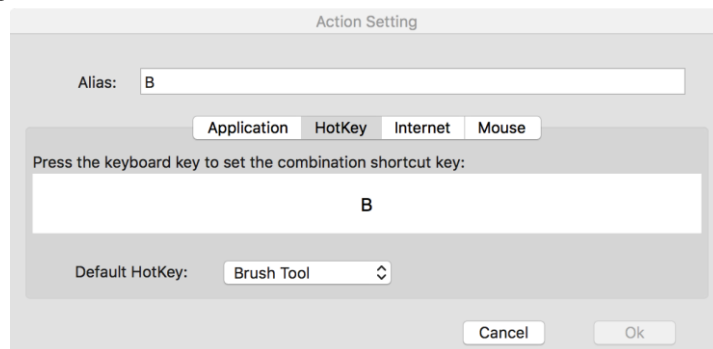 Action Setting
Alias: B
Application HotKey Internet Mouse
Press the keyboard key to set the combination shortcut key:
B
Default HotKey: Brush Tool
Cancel Ok